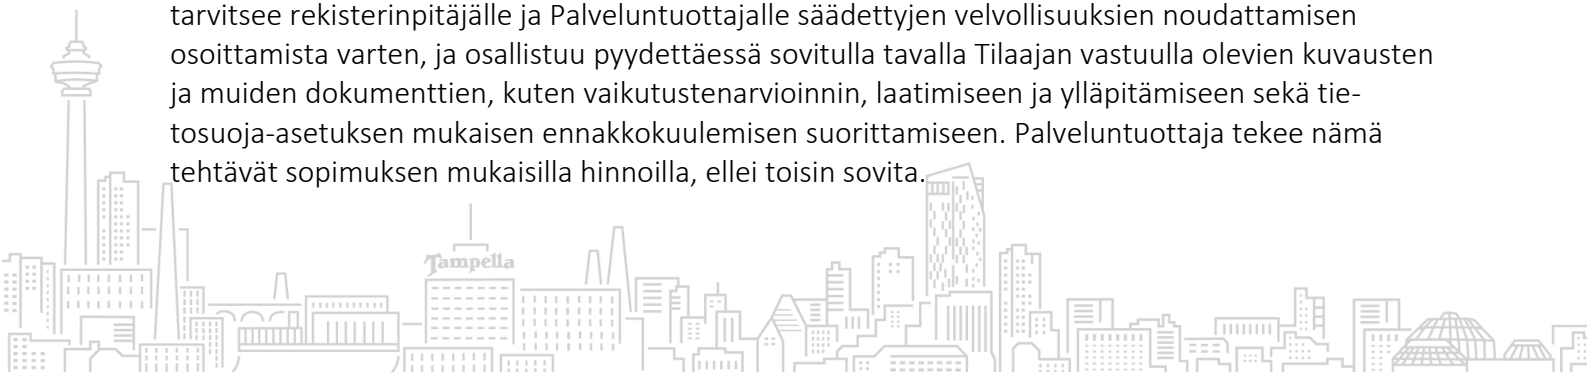 tarvitsee rekisterinpitäjälle ja Palveluntuottajalle säädettyjen velvollisuuksien noudattamisen
osoittamista varten, ja osallistuu pyydettäessä sovitulla tavalla Tilaajan vastuulla olevien kuvausten
ja muiden dokumenttien, kuten vaikutustenarvioinnin, laatimiseen ja ylläpitämiseen sekä tie-
tosuoja-asetuksen mukaisen ennakkokuulemisen suorittamiseen. Palveluntuottaja tekee nämä
tehtävät sopimuksen mukaisilla hinnoilla, ellei toisin sovita.
Tampella